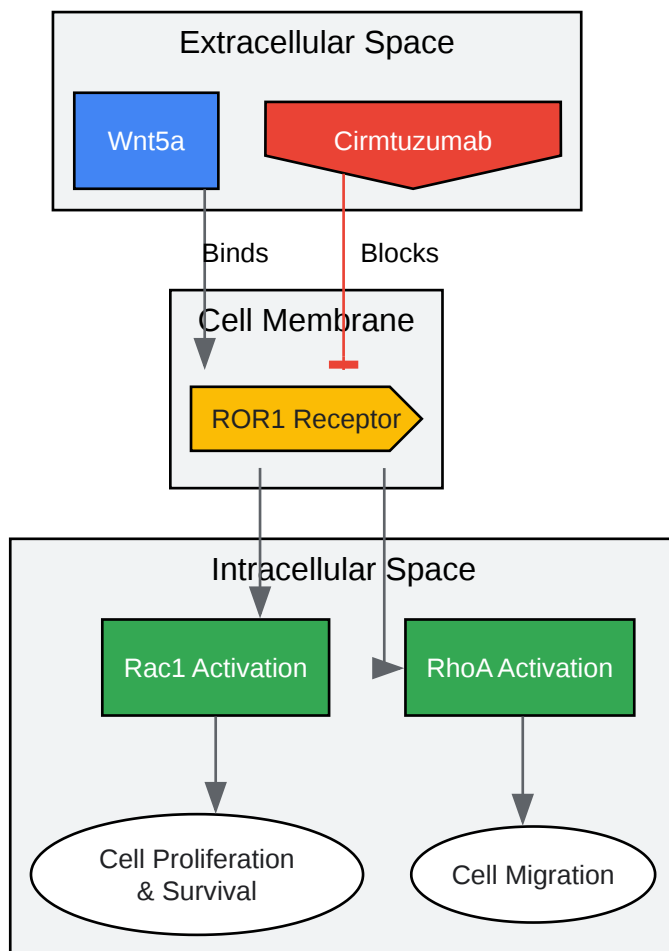 Extracellular Space
Wnt5a
Cirmtuzumab
Binds
Blocks
Cell Membrane
ROR1 Receptor
Intracellular Space
Rac1 Activation
RhoA Activation
Cell Proliferation
& Survival
Cell Migration